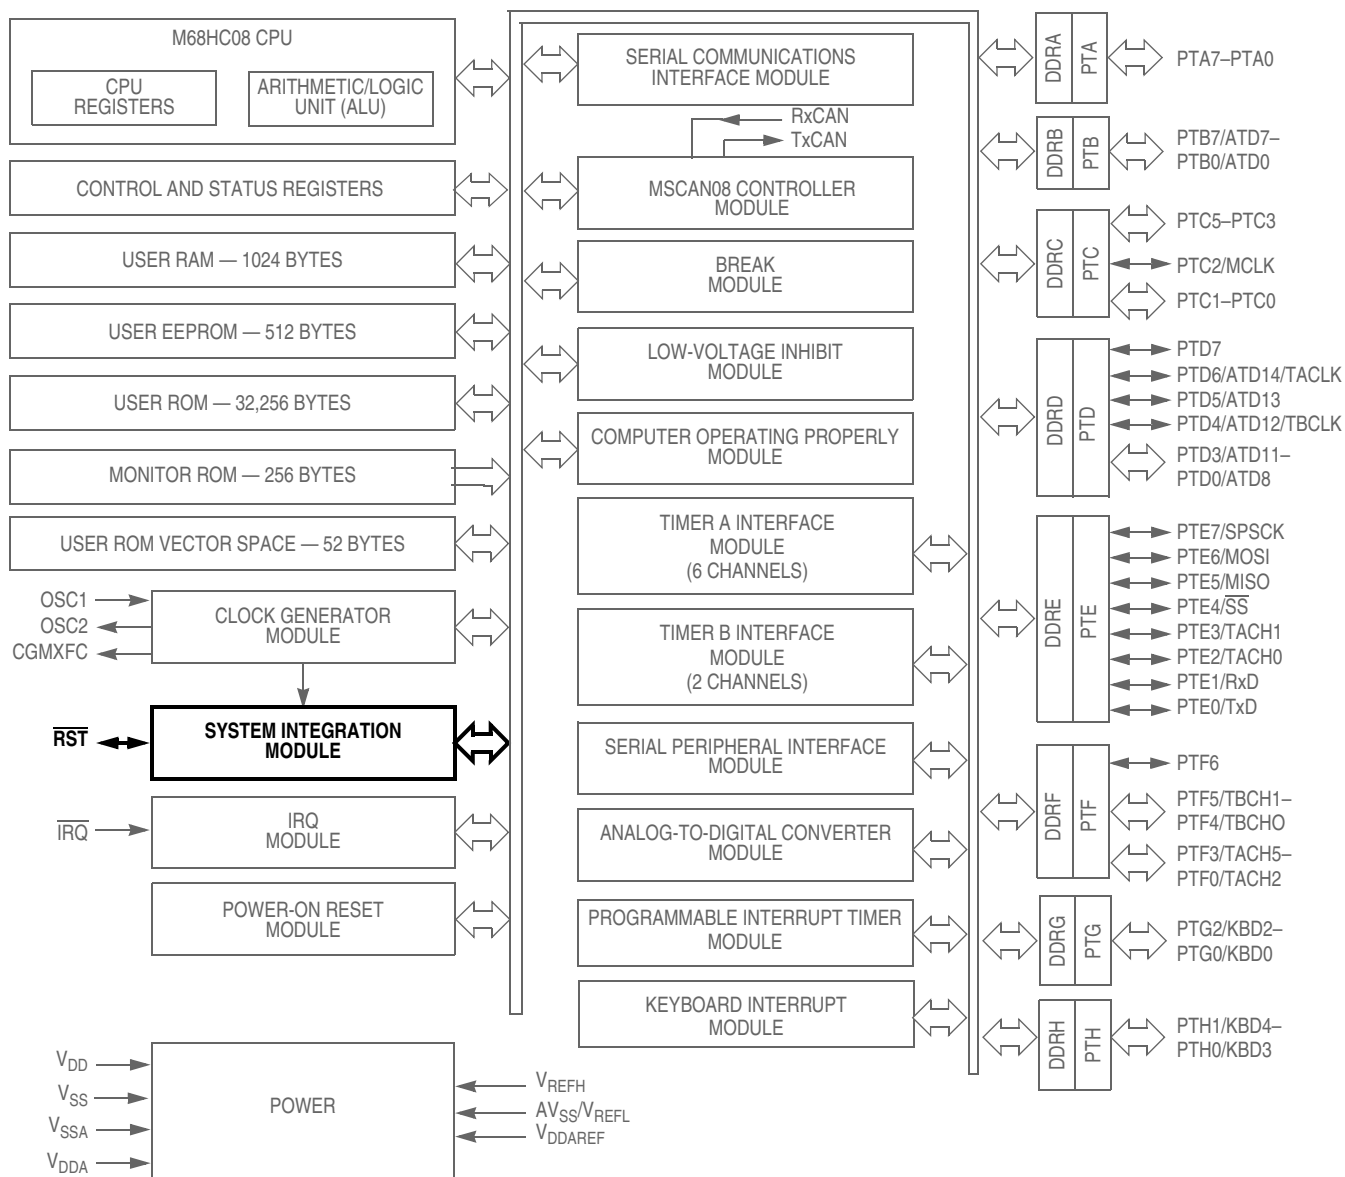 M68HC08 CPU
CPU
REGISTERS
ARITHMETIC/LOGIC
UNIT (ALU)
CONTROL AND STATUS REGISTERS
USER RAM — 1024 BYTES
USER EEPROM — 512 BYTES
USER ROM — 32,256 BYTES
MONITOR ROM — 256 BYTES
USER ROM VECTOR SPACE — 52 BYTES
OSC1
OSC2
CGMXFC
CLOCK GENERATOR
MODULE
RST
SYSTEM INTEGRATION
MODULE
IRQ
IRQ
MODULE
POWER-ON RESET
MODULE
VDD
VSS
VSSA
VDDA
POWER
VREFH
AVSS/VREFL
VDDAREF
SERIAL COMMUNICATIONS
INTERFACE MODULE
RxCAN
TxCAN
MSCAN08 CONTROLLER
MODULE
BREAK
MODULE
LOW-VOLTAGE INHIBIT
MODULE
COMPUTER OPERATING PROPERLY
MODULE
TIMER A INTERFACE
MODULE
(6 CHANNELS)
TIMER B INTERFACE
MODULE
(2 CHANNELS)
SERIAL PERIPHERAL INTERFACE
MODULE
ANALOG-TO-DIGITAL CONVERTER
MODULE
PROGRAMMABLE INTERRUPT TIMER
MODULE
KEYBOARD INTERRUPT
MODULE
DDRA
PTA
PTA7–PTA0
DDRB
PTB
PTB7/ATD7–
PTB0/ATD0
DDRC
PTC
PTC5–PTC3
PTC2/MCLK
PTC1–PTC0
DDRD
PTD
PTD7
PTD6/ATD14/TACLK
PTD5/ATD13
PTD4/ATD12/TBCLK
PTD3/ATD11–
PTD0/ATD8
DDRE
PTE
PTE7/SPSCK
PTE6/MOSI
PTE5/MISO
PTE4/SS
PTE3/TACH1
PTE2/TACH0
PTE1/RxD
PTE0/TxD
DDRF
PTF
PTF6
PTF5/TBCH1–
PTF4/TBCHO
PTF3/TACH5–
PTF0/TACH2
DDRG
PTG
PTG2/KBD2–
PTG0/KBD0
DDRH
PTH
PTH1/KBD4–
PTH0/KBD3